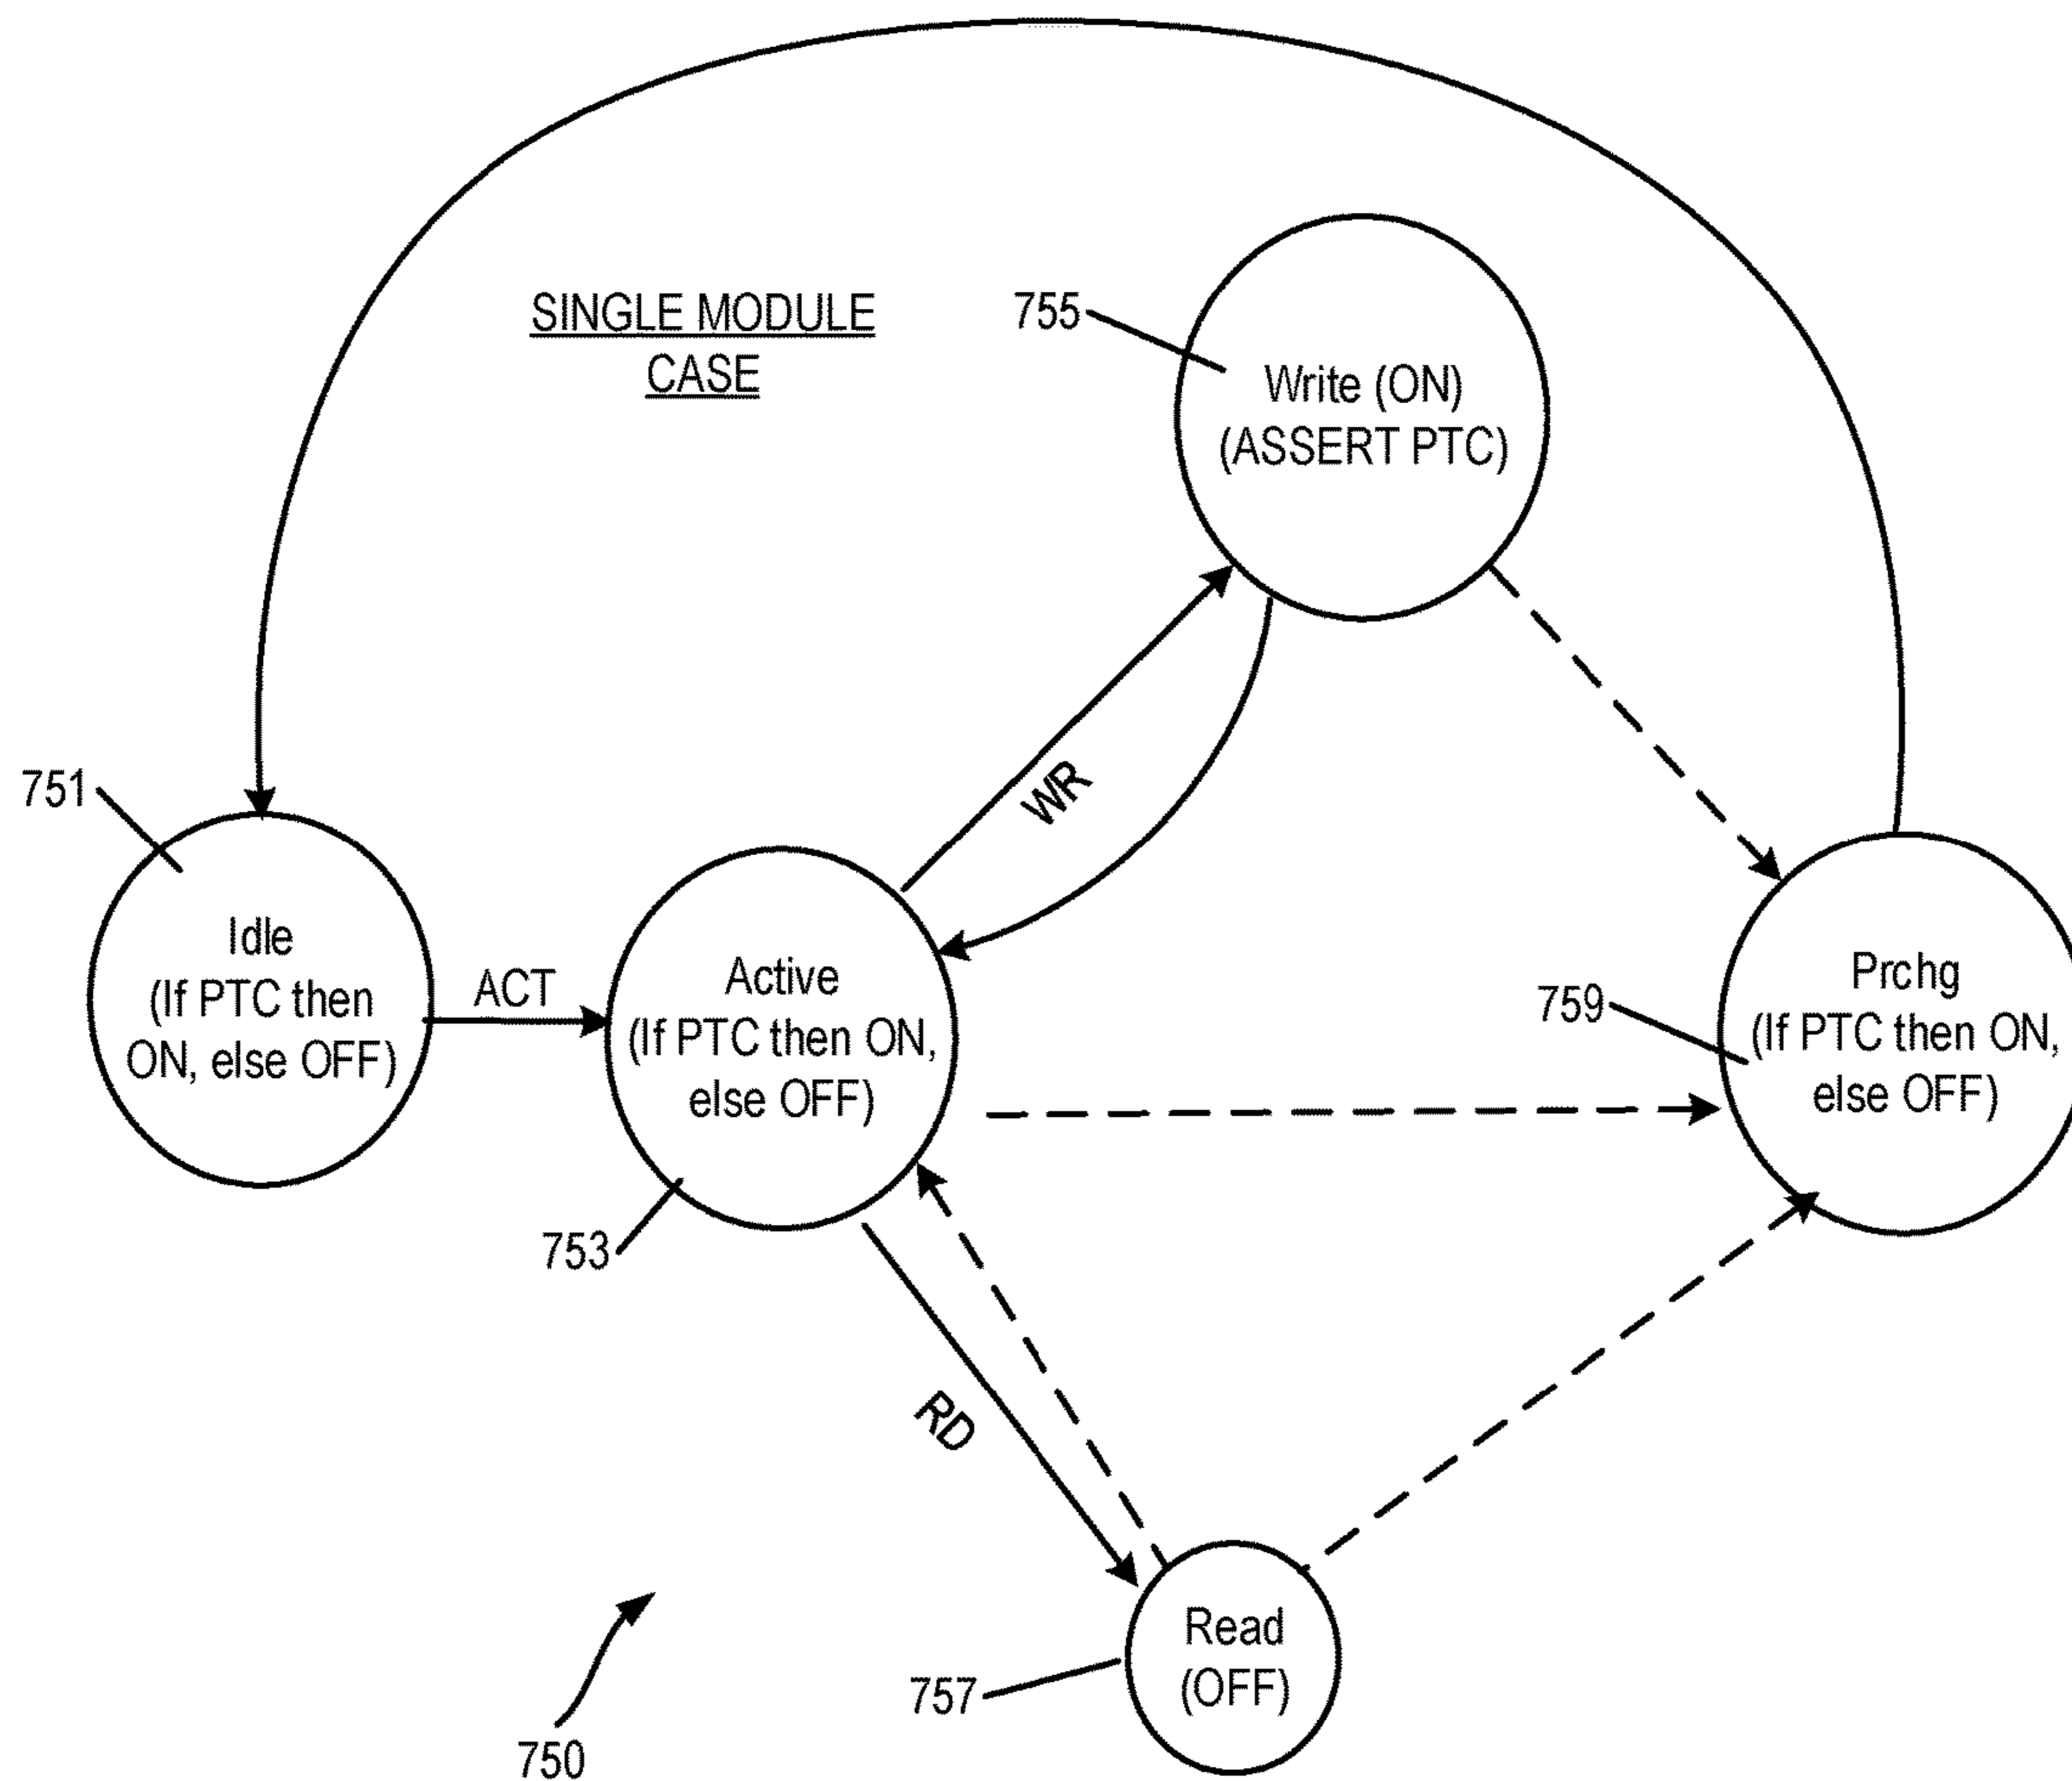 SINGLE MODULE
CASE
755
Write (ON)
(ASSERT PTC)
WR
751
Idle
(If PTC then
ON, else OFF)
ACT
Active
(If PTC then ON,
else OFF)
753
759
Prchg
(If PTC then ON,
else OFF)
RD
Read
(OFF)
757
750